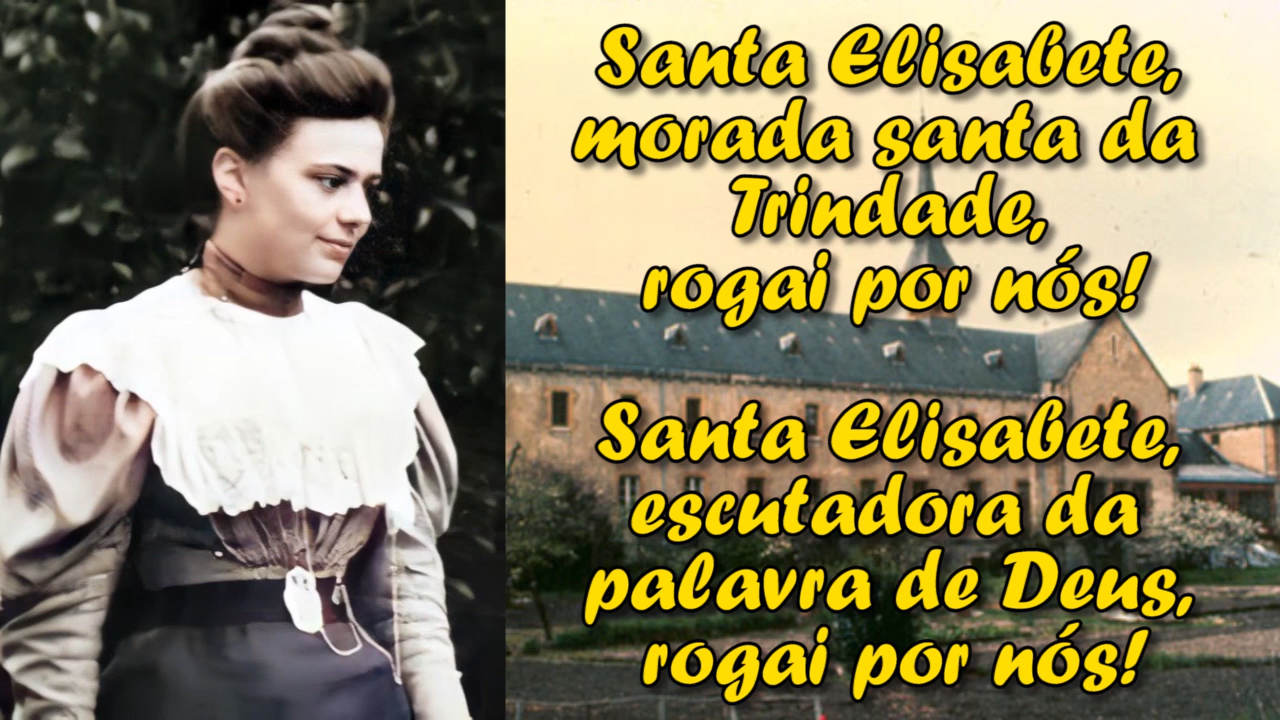 Santa Elisabete,
morada santa da
Trindade,
rogai por nós!
Santa Elisabete,
escutadora da
palavra de Deus,
rogai por nós!